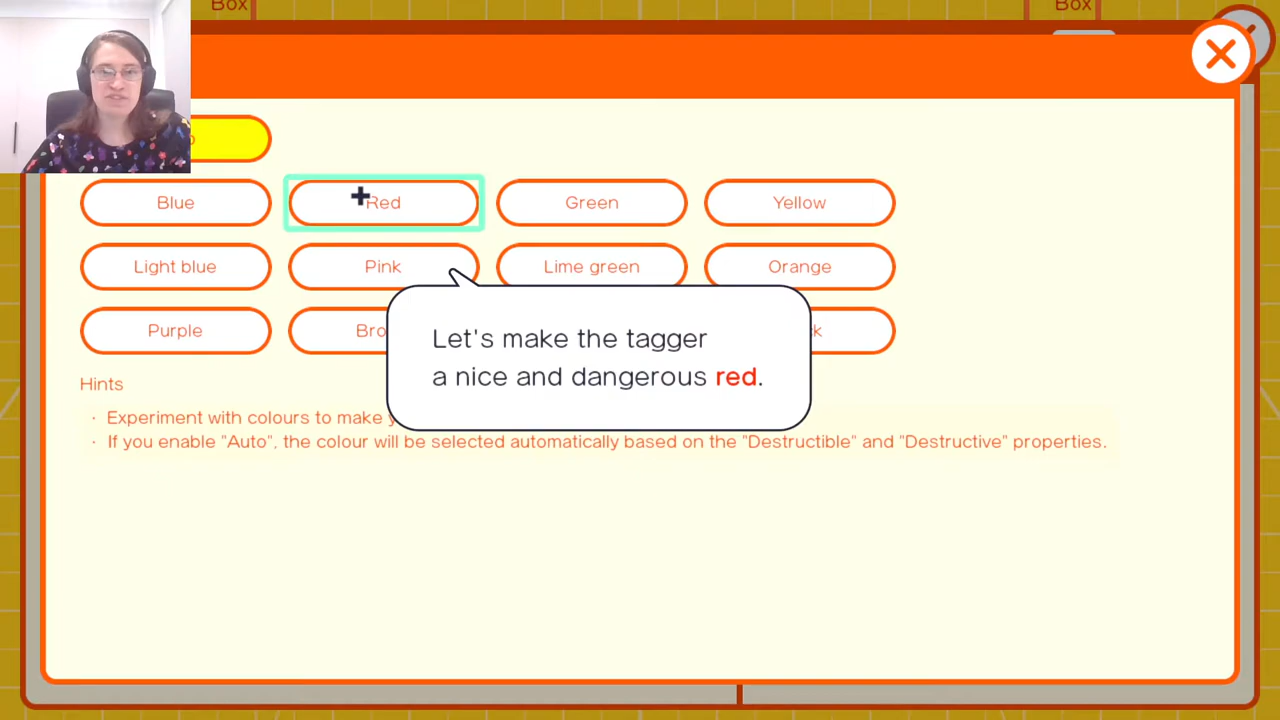 Box
Box
Blue
Red
Green
Yellow
Light blue
Pink
Lime green
Orange
Purple
Let's make the tagger
a nice and dangerous red.
Hints
· Experiment with colours to make
· If you enable "Auto", the colour will be selected automatically based on the "Destructible" and "Destructive" properties.